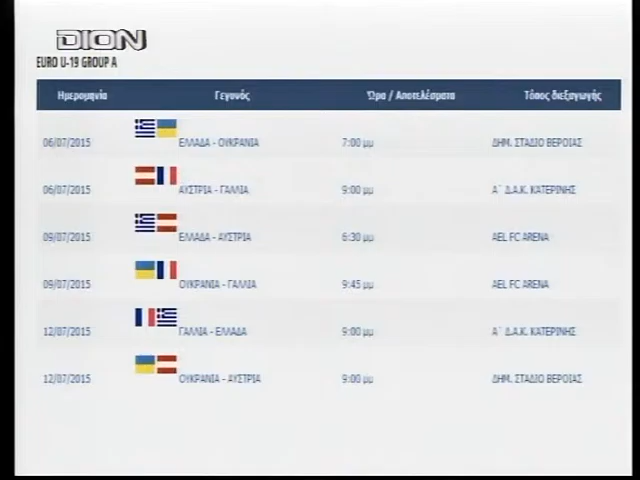 DION
EURO U-19 GROUP A
Ημερομηνία Γεγονός Ώρα / Αποτελέσματα Τόπος διεξαγωγής
06/07/2015 ΕΛΛΑΔΑ - ΟΥΚΡΑΝΙΑ 7:00 μμ ΔΗΜ. ΣΤΑΔΙΟ ΒΕΡΟΙΑΣ
06/07/2015 ΑΥΣΤΡΙΑ - ΓΑΛΛΙΑ 9:00 μμ Α΄ Δ.Α.Κ. ΚΑΤΕΡΙΝΗΣ
09/07/2015 ΕΛΛΑΔΑ - ΑΥΣΤΡΙΑ 6:30 μμ AEL FC ARENA
09/07/2015 ΟΥΚΡΑΝΙΑ - ΓΑΛΛΙΑ 9:45 μμ AEL FC ARENA
12/07/2015 ΓΑΛΛΙΑ - ΕΛΛΑΔΑ 9:00 μμ Α΄ Δ.Α.Κ. ΚΑΤΕΡΙΝΗΣ
12/07/2015 ΟΥΚΡΑΝΙΑ - ΑΥΣΤΡΙΑ 9:00 μμ ΔΗΜ. ΣΤΑΔΙΟ ΒΕΡΟΙΑΣ